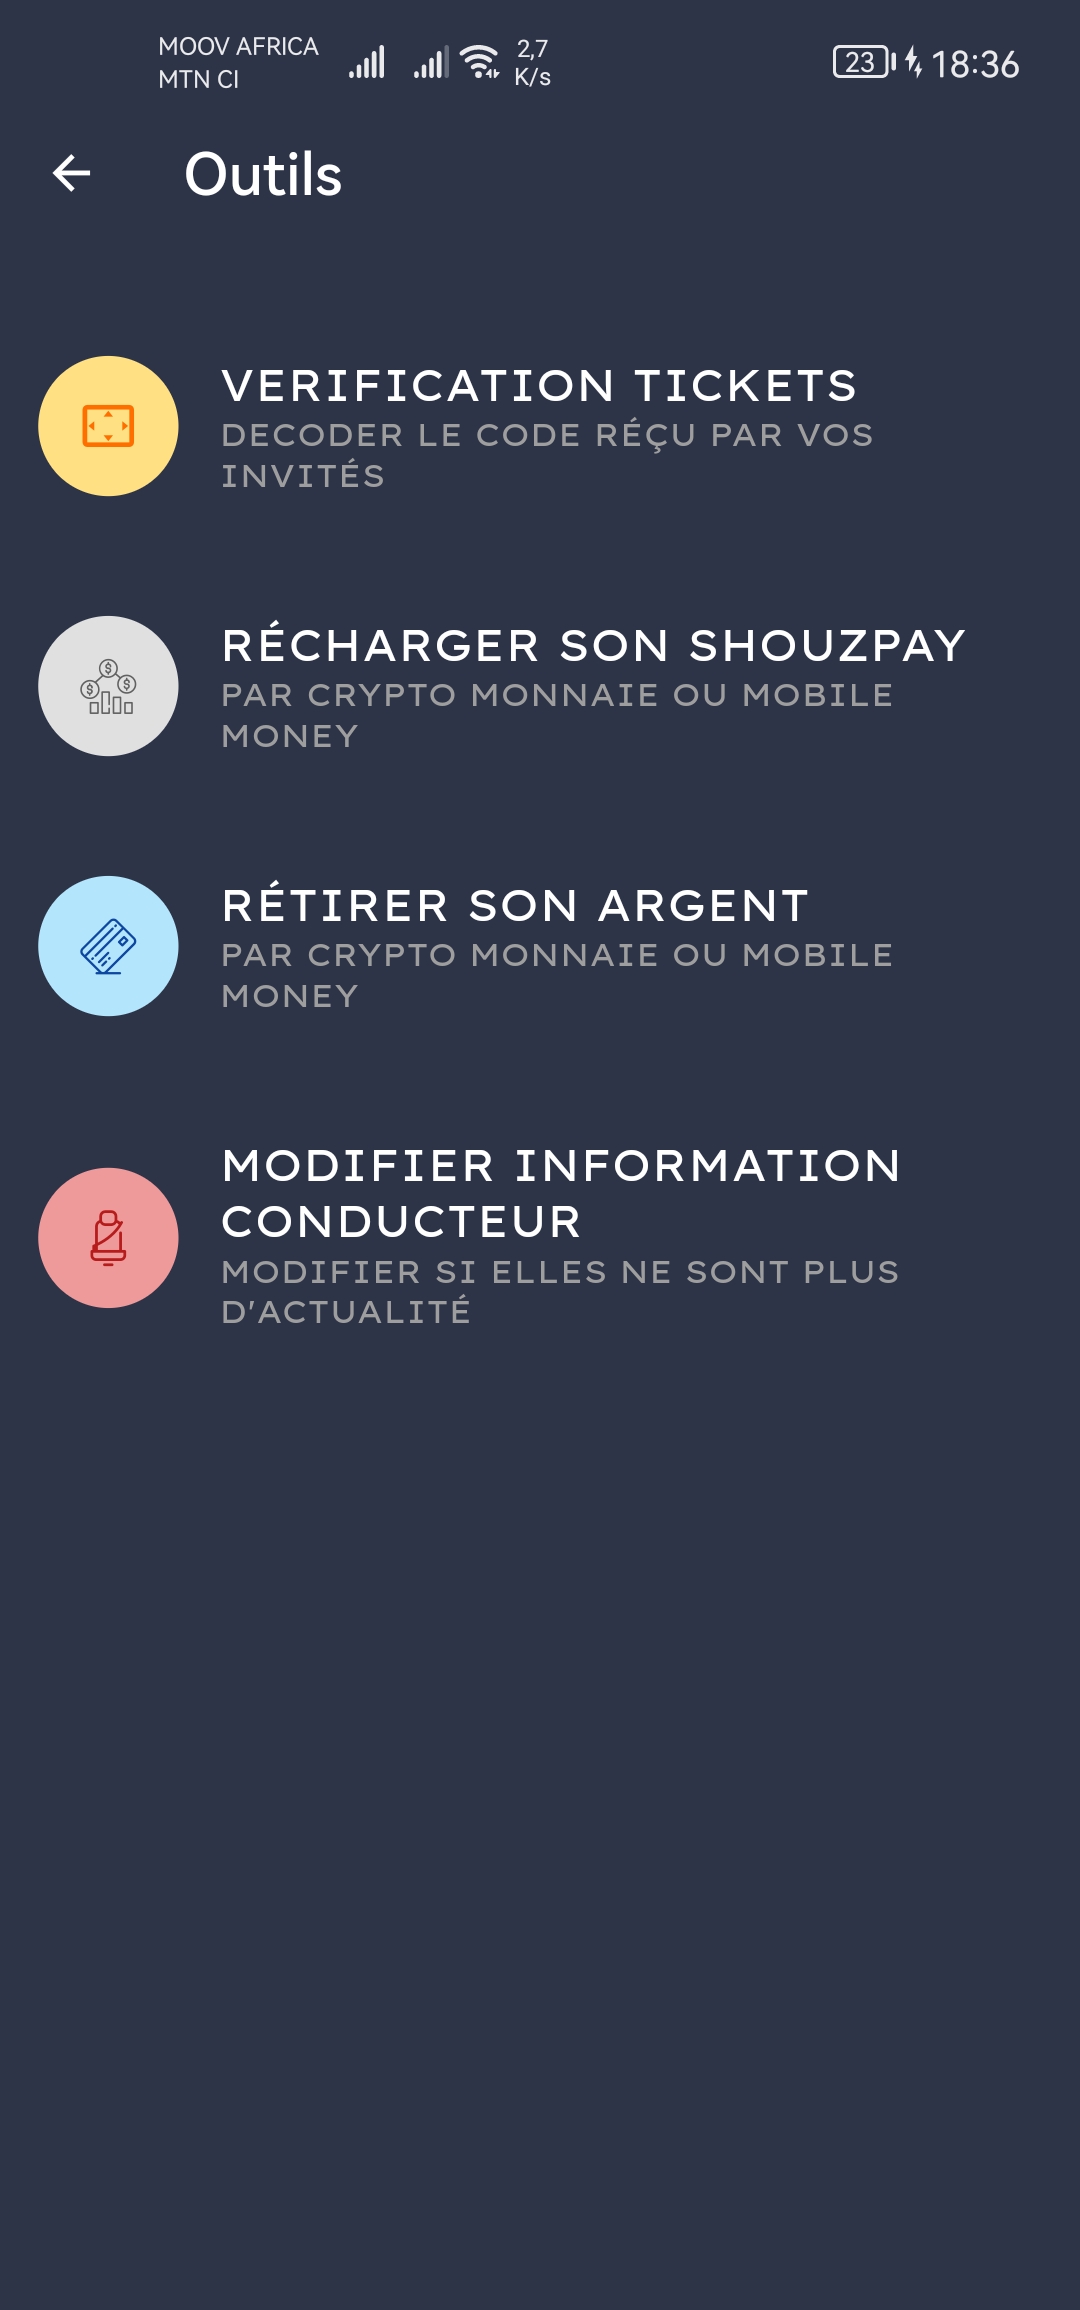 MOOV AFRICA
MTN CI
2,7
K/s
23
18:36
Outils
VERIFICATION TICKETS
DECODER LE CODE RÉÇU PAR VOS
INVITÉS
RÉCHARGER SON SHOUZPAY
PAR CRYPTO MONNAIE OU MOBILE
MONEY
RÉTIRER SON ARGENT
PAR CRYPTO MONNAIE OU MOBILE
MONEY
MODIFIER INFORMATION
CONDUCTEUR
MODIFIER SI ELLES NE SONT PLUS
D'ACTUALITÉ